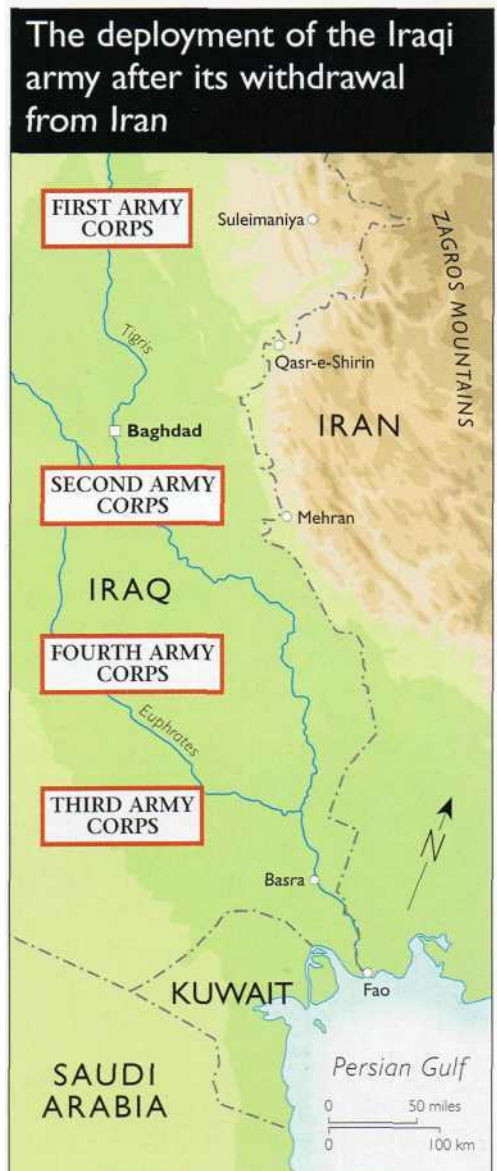 The deployment of the Iraqi
army after its withdrawal
from Iran
FIRST ARMY
CORPS
Suleimaniya
ZAGROS MOUNTAINS
Tigris
Qasr-e-Shirin
Baghdad
IRAN
SECOND ARMY
CORPS
Mehran
IRAQ
FOURTH ARMY
CORPS
Euphrates
THIRD ARMY
CORPS
N
Basra
KUWAIT
Fao
SAUDI
ARABIA
Persian Gulf
0 50 miles
0 100 km